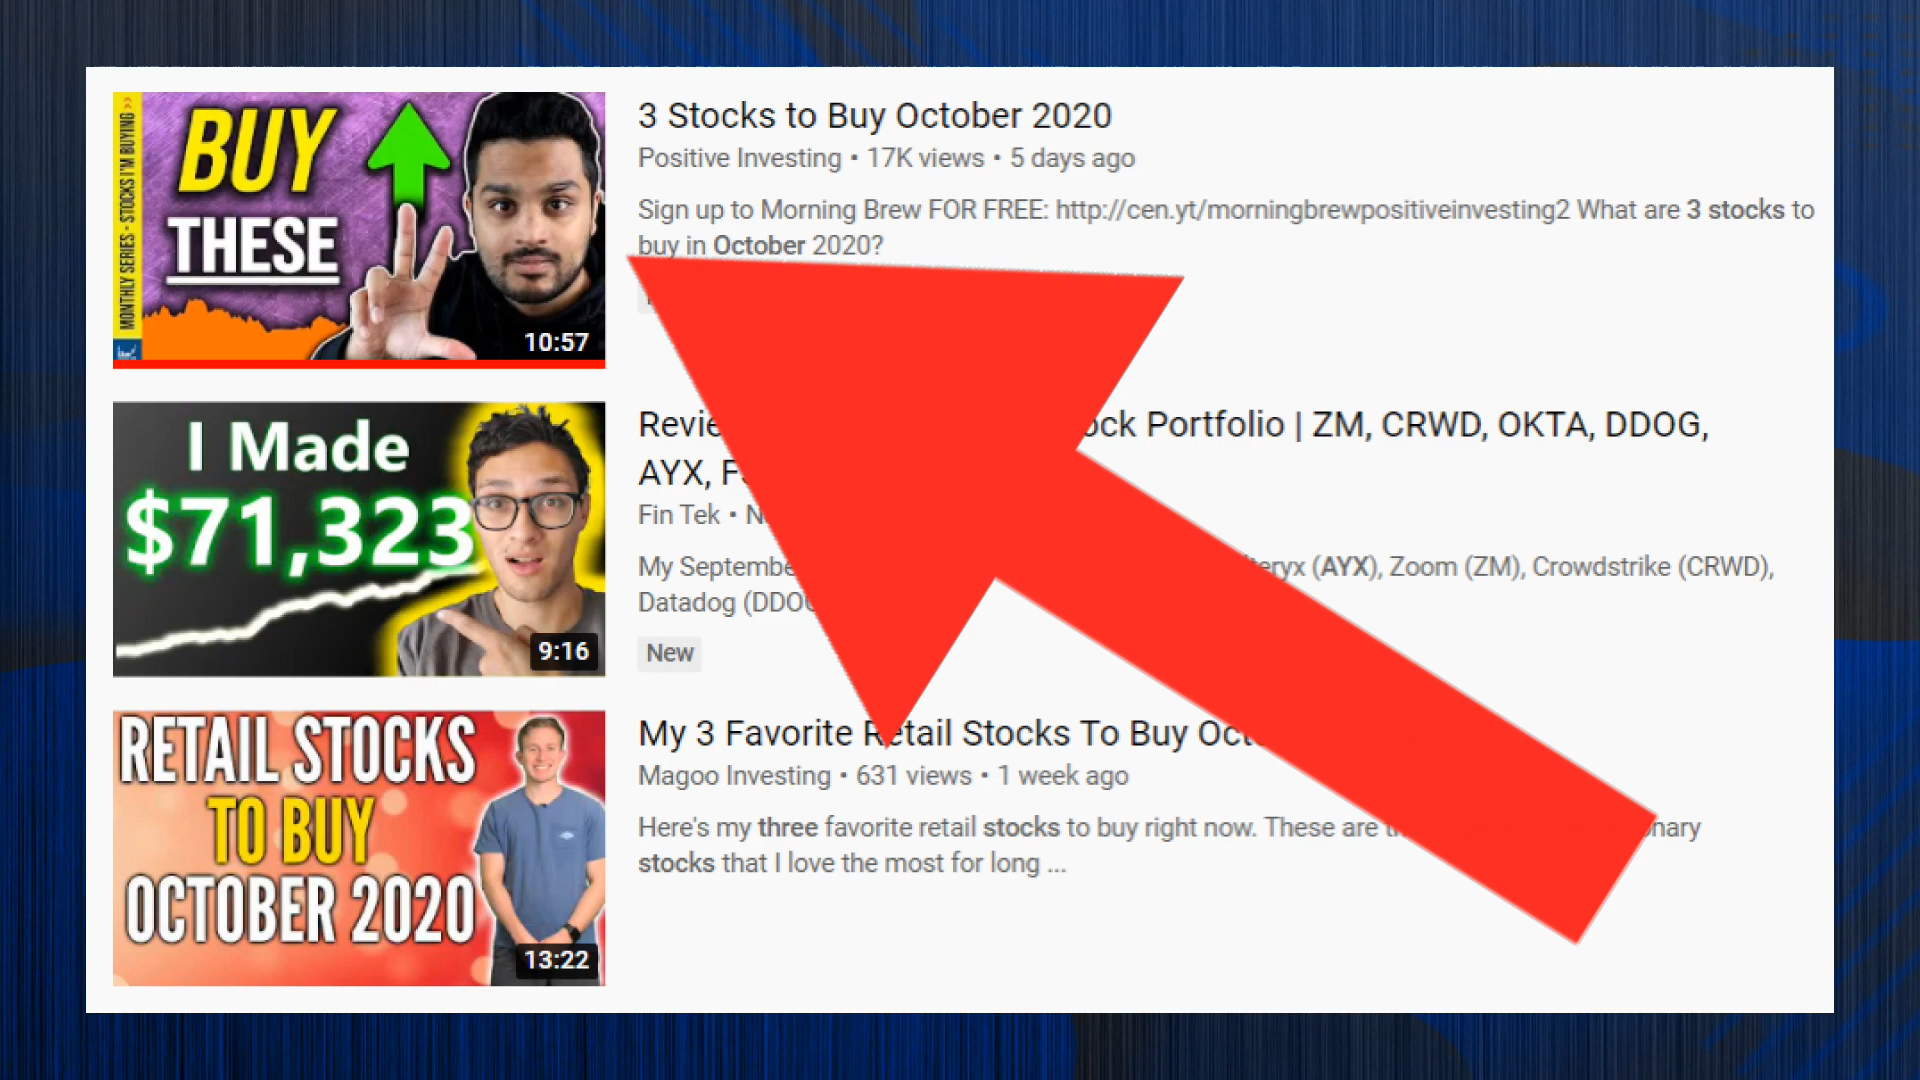 MONTHLY SERIES - STOCKS I'M BUYING >>
BUY
THESE
10:57
3 Stocks to Buy October 2020
Positive Investing • 17K views • 5 days ago
Sign up to Morning Brew FOR FREE: http://cen.yt/morningbrewpositiveinvesting2 What are 3 stocks to
buy in October 2020?
I Made
$71,323
9:16
ock Portfolio | ZM, CRWD, OKTA, DDOG,
AYX,
Fin Tek •
My September
(AYX), Zoom (ZM), Crowdstrike (CRWD),
Datadog (DDOG
New
RETAIL STOCKS
TO BUY
OCTOBER 2020
13:22
My 3 Favorite Retail Stocks To Buy
Magoo Investing • 631 views • 1 week ago
Here's my three favorite retail stocks to buy right now. These are
stocks that I love the most for long ...